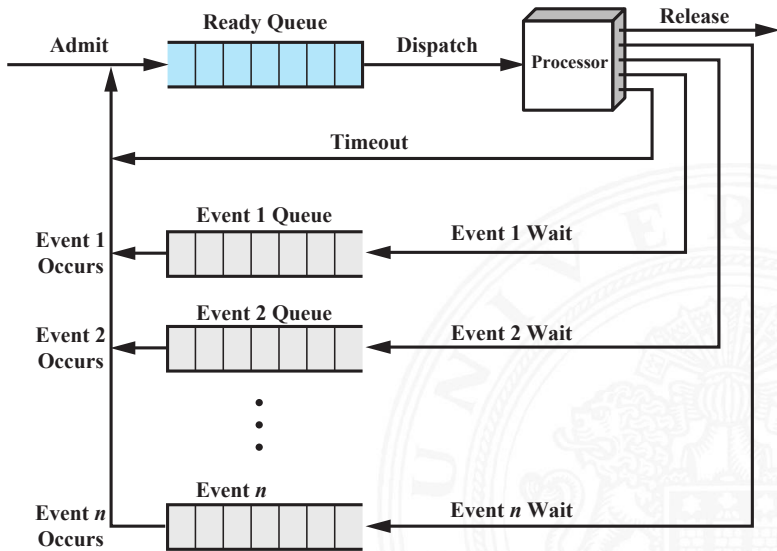 Ready Queue
Release
Admit
Dispatch
Processor
Timeout
Event 1 Queue
Event 1
Occurs
Event 1 Wait
Event 2 Queue
Event 2
Occurs
Event 2 Wait
Event n
Event n
Occurs
Event n Wait
UNIVER